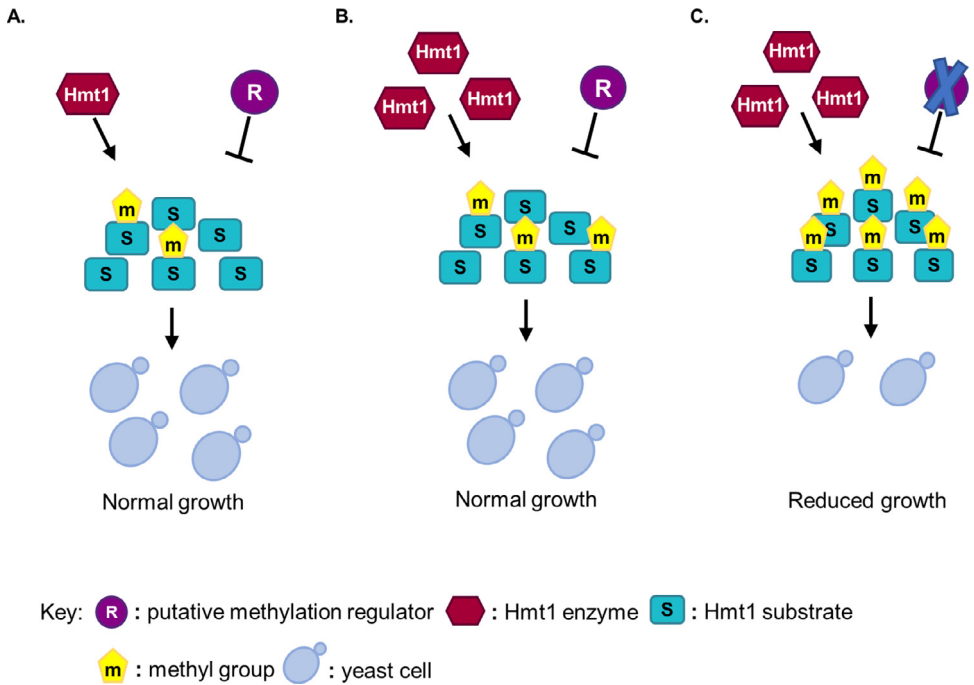 A.
B.
C.
Hmt1
R
Hmt1
Hmt1
Hmt1
R
Hmt1
Hmt1
Hmt1
m
S
S
m
S
S
S
S
m
S
S
m
m
S
S
S
m
m
m
S
m
S
m
m
S
S
S
S
Normal growth
Normal growth
Reduced growth
Key: R : putative methylation regulator Hmt1 : Hmt1 enzyme S : Hmt1 substrate
m : methyl group : yeast cell